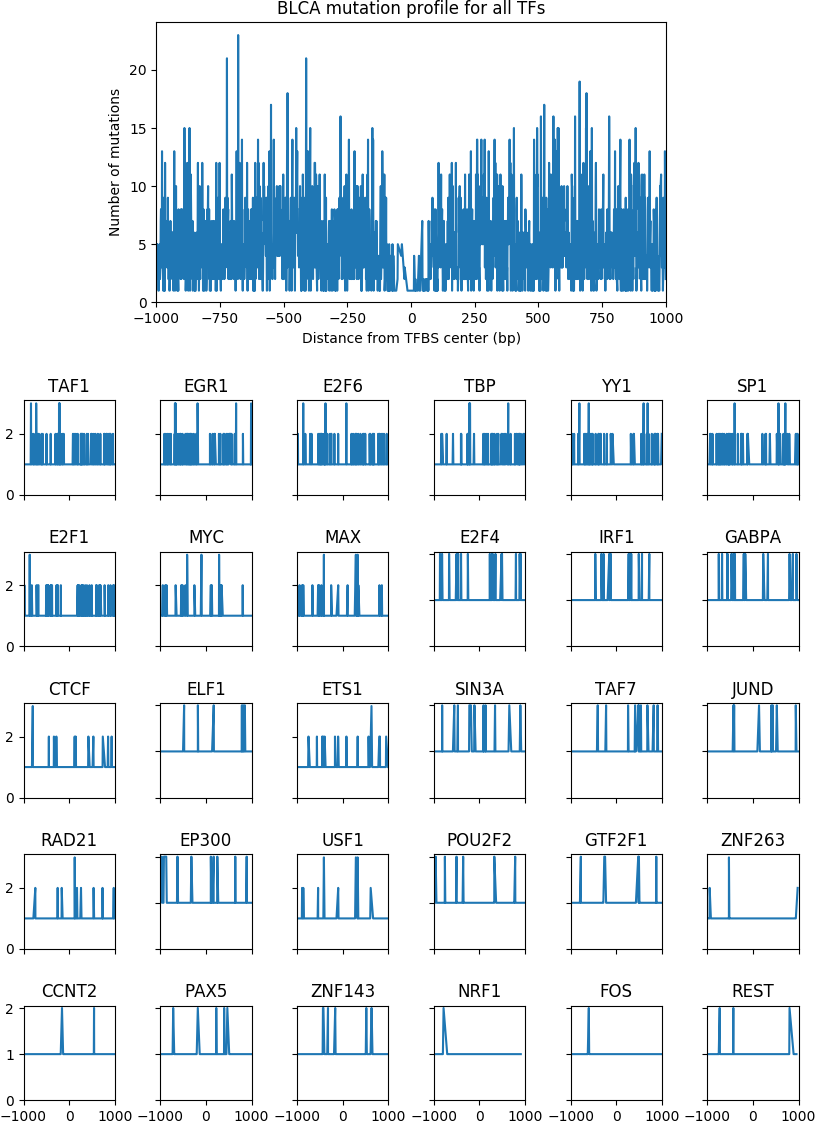 BLCA mutation profile for all TFs
20
15
10
5
0
Number of mutations
−1000 −750 −500 −250 0 250 500 750 1000
Distance from TFBS center (bp)
TAF1 EGR1 E2F6 TBP YY1 SP1
2
0
E2F1 MYC MAX E2F4 IRF1 GABPA
2
0
CTCF ELF1 ETS1 SIN3A TAF7 JUND
2
0
RAD21 EP300 USF1 POU2F2 GTF2F1 ZNF263
2
0
CCNT2 PAX5 ZNF143 NRF1 FOS REST
2
1
0
−1000 0 1000 −1000 0 1000 −1000 0 1000 −1000 0 1000 −1000 0 1000 −1000 0 1000